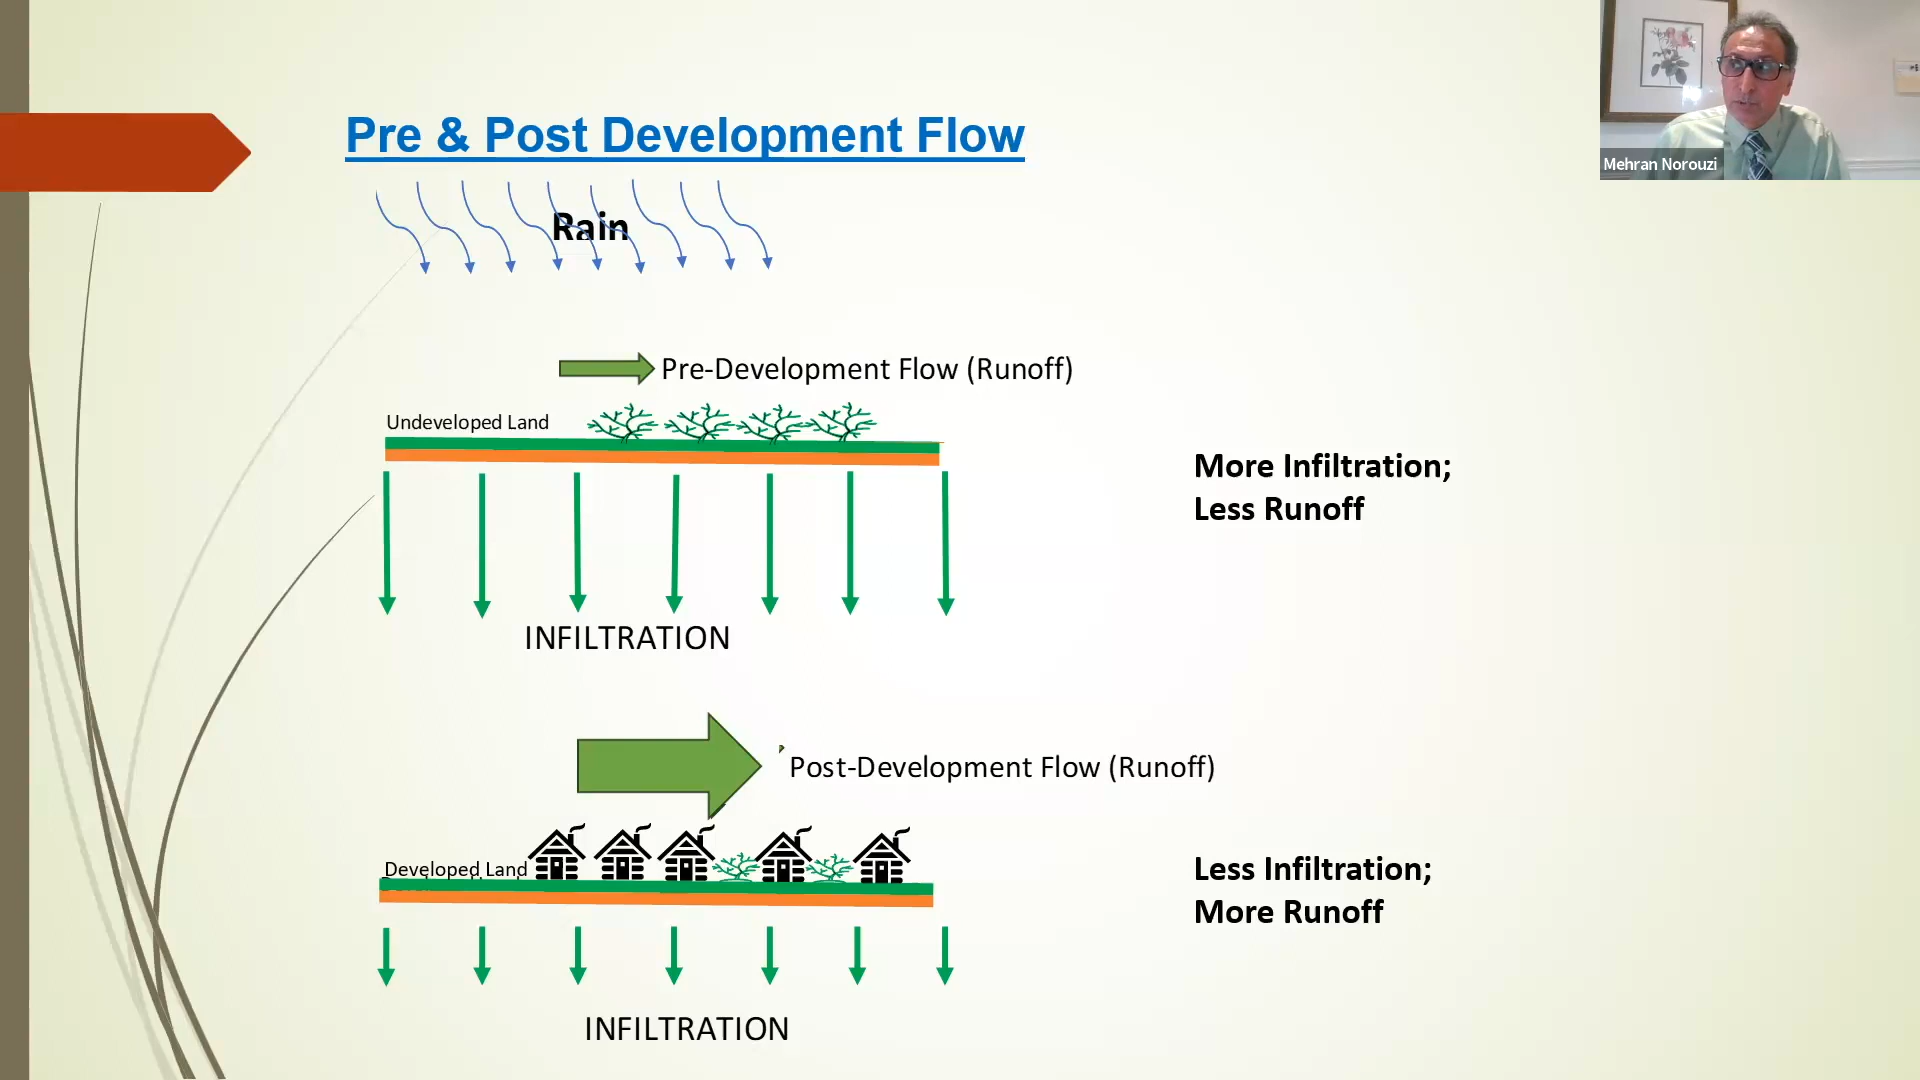 Pre & Post Development Flow
Mehran Norouzi
Rain
Pre-Development Flow (Runoff)
Undeveloped Land
More Infiltration;
Less Runoff
INFILTRATION
Post-Development Flow (Runoff)
Developed Land
Less Infiltration;
More Runoff
INFILTRATION